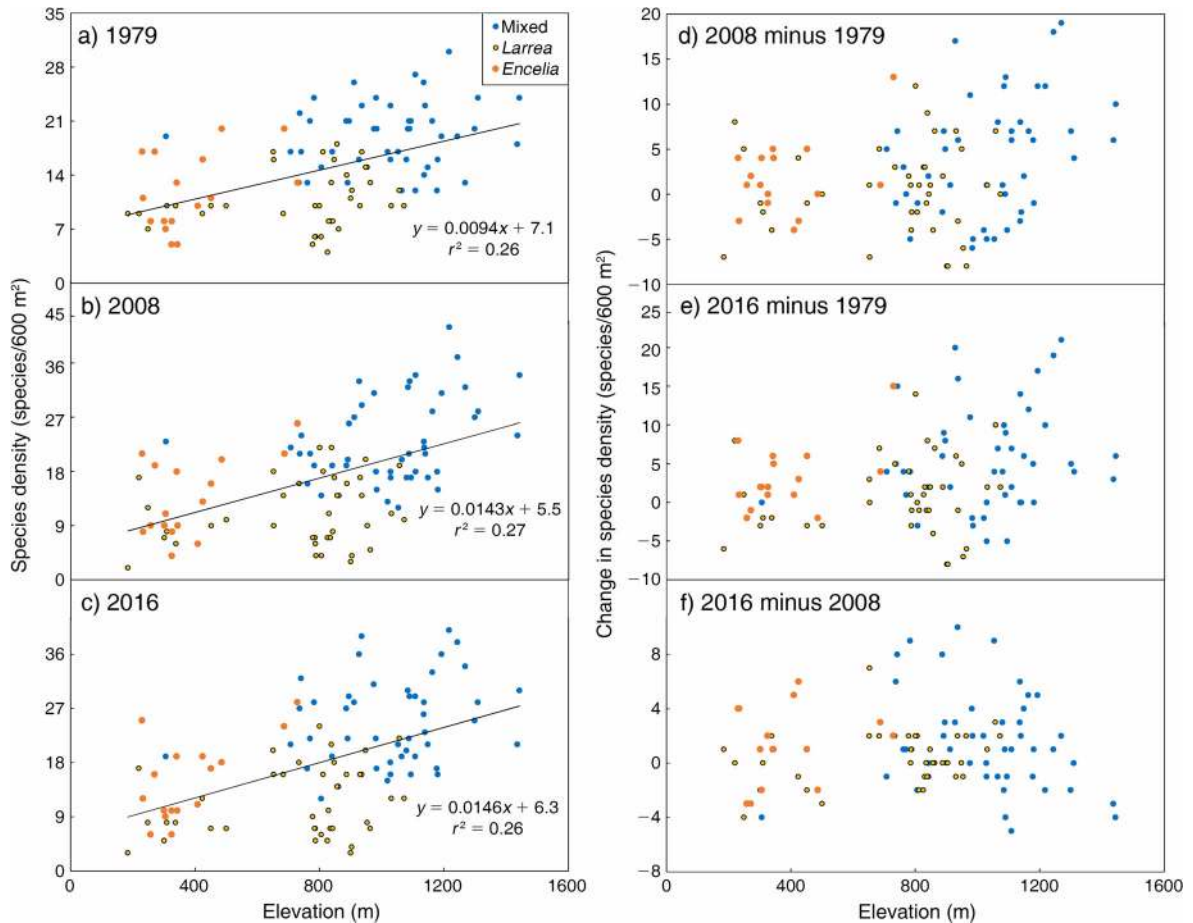 a) 1979
Mixed
Larrea
Encelia
35
28
21
14
7
0
y = 0.0094x + 7.1
r² = 0.26
b) 2008
45
36
27
18
9
0
y = 0.0143x + 5.5
r² = 0.27
c) 2016
36
27
18
9
0
y = 0.0146x + 6.3
r² = 0.26
Species density (species/600 m²)
0
400
800
1200
1600
Elevation (m)
d) 2008 minus 1979
20
15
10
5
0
−5
−10
e) 2016 minus 1979
25
20
15
10
5
0
−5
−10
f) 2016 minus 2008
8
4
0
−4
−8
Change in species density (species/600 m²)
0
400
800
1200
1600
Elevation (m)